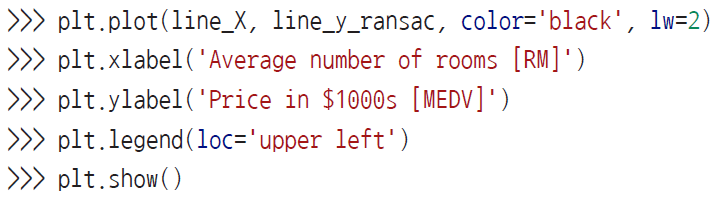 >>> plt.plot(line_X, line_y_ransac, color='black', lw=2)
>>> plt.xlabel('Average number of rooms [RM]')
>>> plt.ylabel('Price in $1000s [MEDV]')
>>> plt.legend(loc='upper left')
>>> plt.show()